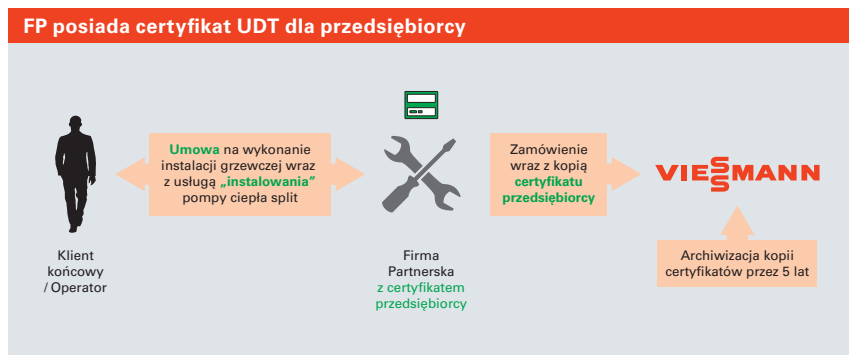 FP posiada certyfikat UDT dla przedsiębiorcy
Umowa na wykonanie
instalacji grzewczej wraz
z usługą „instalowania”
pompy ciepła split
Zamówienie
wraz z kopią
certyfikatu
przedsiębiorcy
VIESSMANN
Klient
końcowy
/ Operator
Firma
Partnerska
z certyfikatem
przedsiębiorcy
Archiwizacja kopii
certyfikatów przez 5 lat